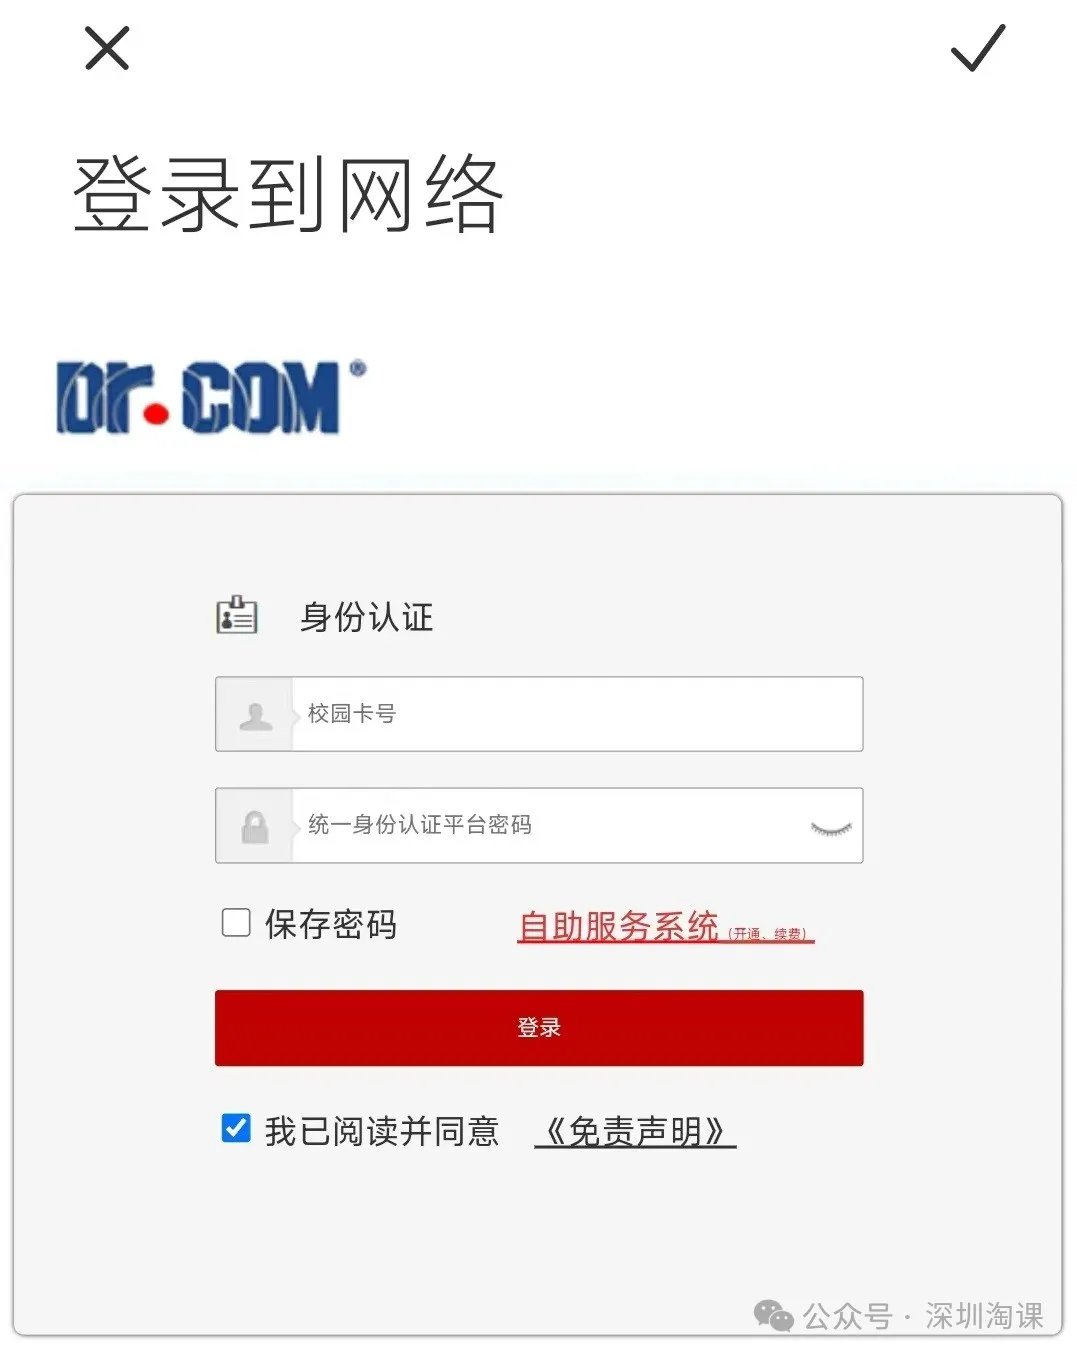 登录到网络
Dr.COM®
身份认证
校园卡号
统一身份认证平台密码
保存密码 自助服务系统(开通、续费)
登录
我已阅读并同意 《免责声明》
公众号 · 深圳淘课